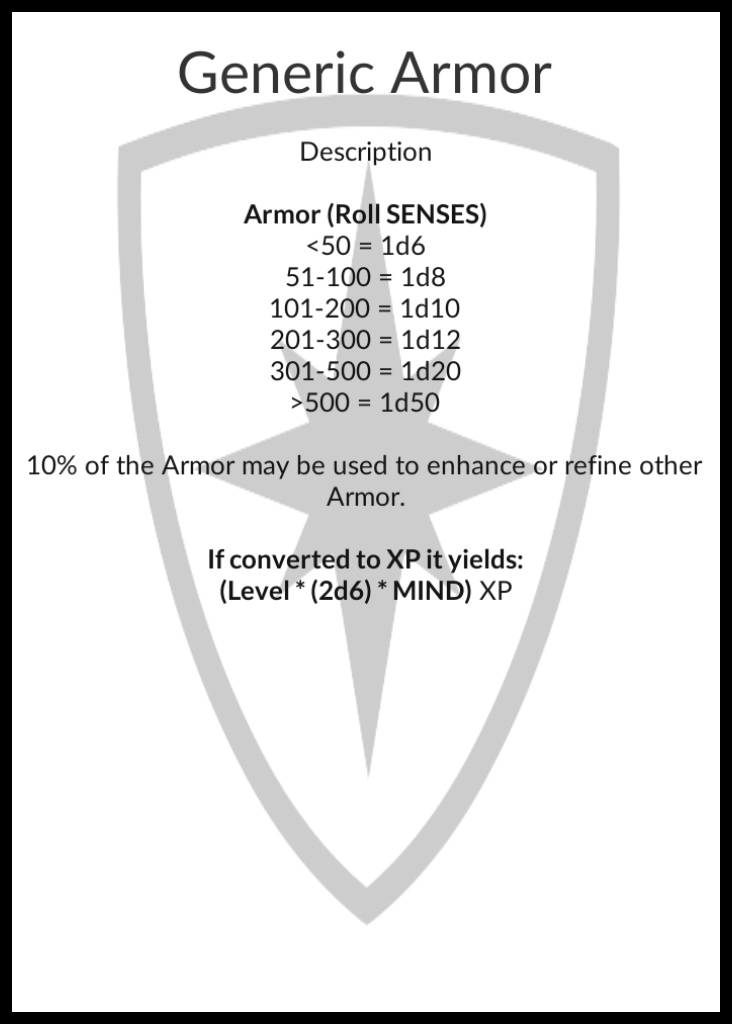 Generic Armor
Description
Armor (Roll SENSES)
<50 = 1d6
51-100 = 1d8
101-200 = 1d10
201-300 = 1d12
301-500 = 1d20
>500 = 1d50
10% of the Armor may be used to enhance or refine other
Armor.
If converted to XP it yields:
(Level * (2d6) * MIND) XP